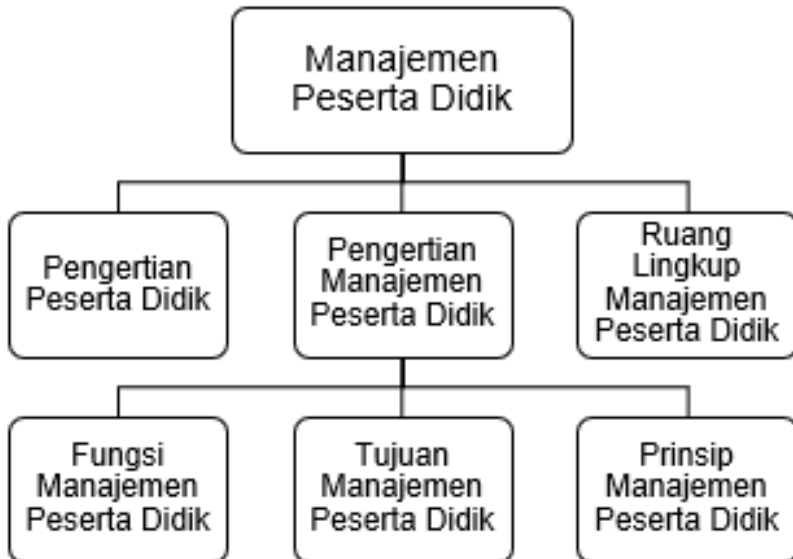 Manajemen
Peserta Didik
Pengertian
Peserta Didik
Pengertian
Manajemen
Peserta Didik
Ruang
Lingkup
Manajemen
Peserta Didik
Fungsi
Manajemen
Peserta Didik
Tujuan
Manajemen
Peserta Didik
Prinsip
Manajemen
Peserta Didik